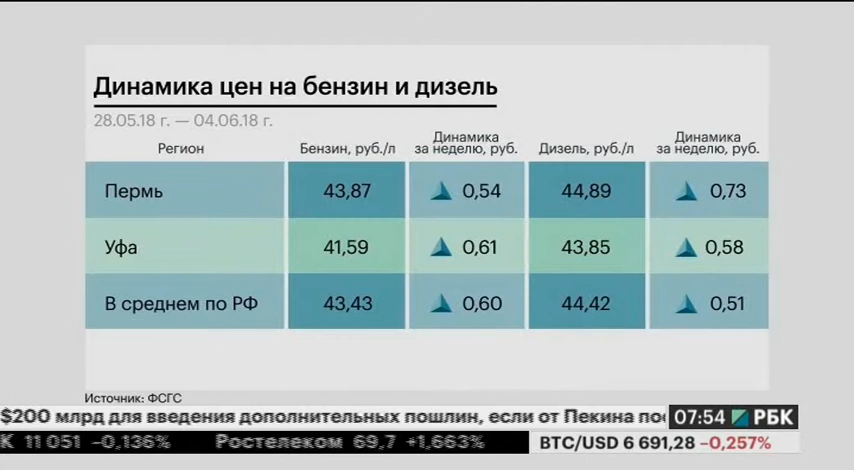 Динамика цен на бензин и дизель
28.05.18 г. — 04.06.18 г.
Регион Бензин, руб./л Динамика за неделю, руб. Дизель, руб./л Динамика за неделю, руб.
Пермь 43,87 0,54 44,89 0,73
Уфа 41,59 0,61 43,85 0,58
В среднем по РФ 43,43 0,60 44,42 0,51
Источник: ФСГС
$200 млрд для введения дополнительных пошлин, если от Пекина 07:54 РБК
К 11 051 –0,136% Ростелеком 69,7 +1,663% BTC/USD 6 691,28 –0,257%